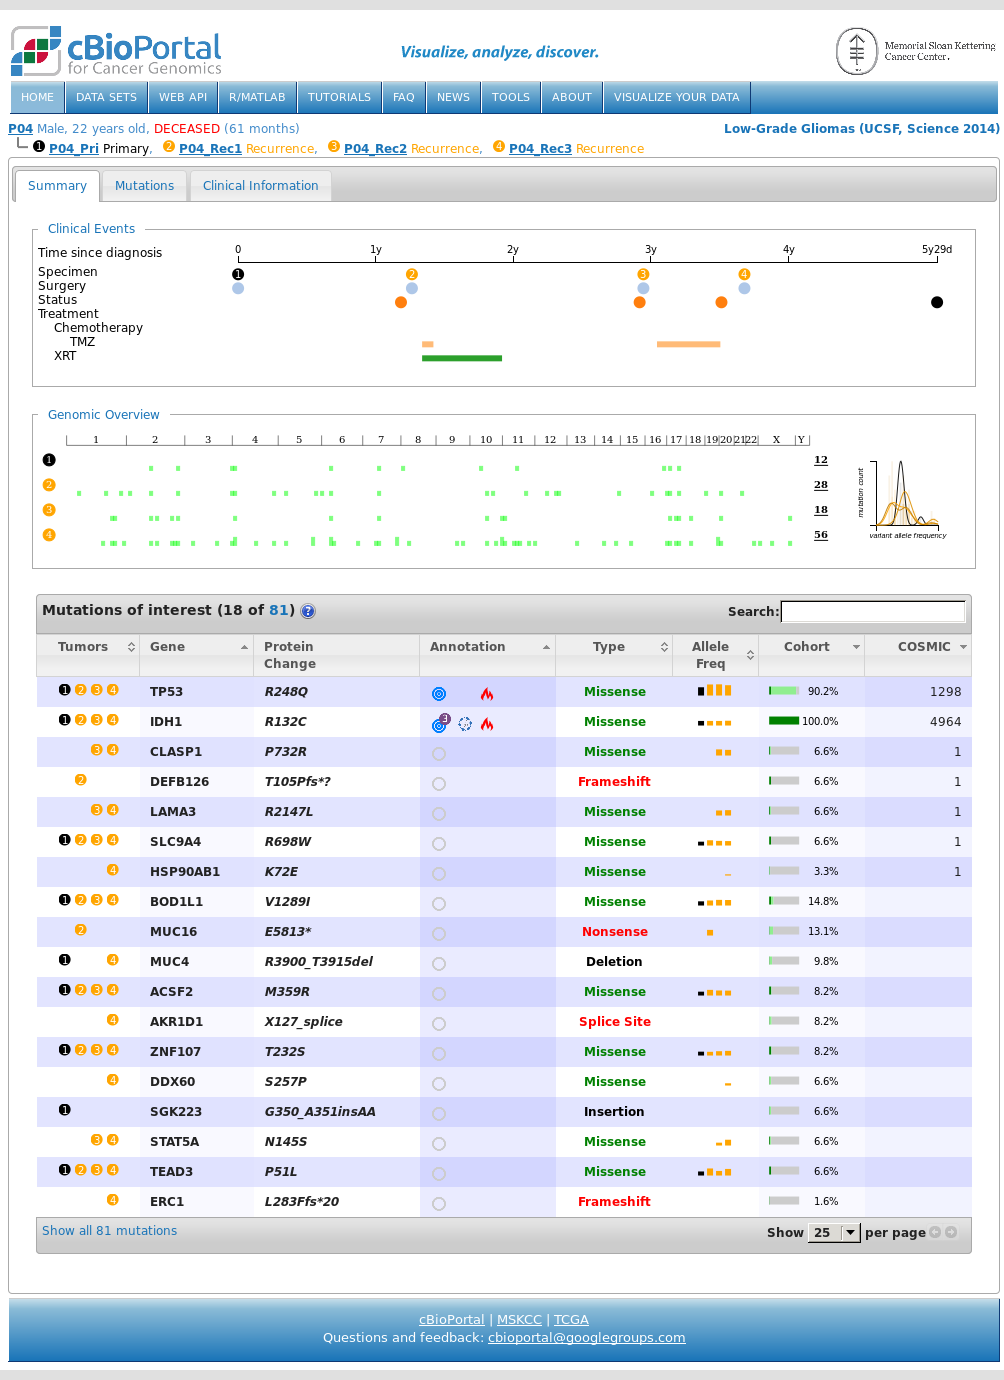 cBioPortal
for Cancer Genomics
Visualize, analyze, discover.
Memorial Sloan Kettering
Cancer Center.
HOME DATA SETS WEB API R/MATLAB TUTORIALS FAQ NEWS TOOLS ABOUT VISUALIZE YOUR DATA
P04 Male, 22 years old, DECEASED (61 months) Low-Grade Gliomas (UCSF, Science 2014)
1 P04_Pri Primary, 2 P04_Rec1 Recurrence, 3 P04_Rec2 Recurrence, 4 P04_Rec3 Recurrence
Summary Mutations Clinical Information
Clinical Events
Time since diagnosis 0 1y 2y 3y 4y 5y29d
Specimen 1 2 3 4
Surgery
Status
Treatment
Chemotherapy
TMZ
XRT
Genomic Overview
1 2 3 4 5 6 7 8 9 10 11 12 13 14 15 16 17 18 19 20 21 22 X Y
1 12
2 28
3 18
4 56
mutation count
variant allele frequency
Mutations of interest (18 of 81) ? Search:
Tumors Gene Protein Change Annotation Type Allele Freq Cohort COSMIC
1 2 3 4 TP53 R248Q Missense 90.2% 1298
1 2 3 4 IDH1 R132C 3 Missense 100.0% 4964
3 4 CLASP1 P732R Missense 6.6% 1
2 DEFB126 T105Pfs*? Frameshift 6.6% 1
3 4 LAMA3 R2147L Missense 6.6% 1
1 2 3 4 SLC9A4 R698W Missense 6.6% 1
4 HSP90AB1 K72E Missense 3.3% 1
1 2 3 4 BOD1L1 V1289I Missense 14.8%
2 MUC16 E5813* Nonsense 13.1%
1 4 MUC4 R3900_T3915del Deletion 9.8%
1 2 3 4 ACSF2 M359R Missense 8.2%
4 AKR1D1 X127_splice Splice Site 8.2%
1 2 3 4 ZNF107 T232S Missense 8.2%
4 DDX60 S257P Missense 6.6%
1 SGK223 G350_A351insAA Insertion 6.6%
3 4 STAT5A N145S Missense 6.6%
1 2 3 4 TEAD3 P51L Missense 6.6%
4 ERC1 L283Ffs*20 Frameshift 1.6%
Show all 81 mutations Show 25 per page
cBioPortal | MSKCC | TCGA
Questions and feedback: cbioportal@googlegroups.com